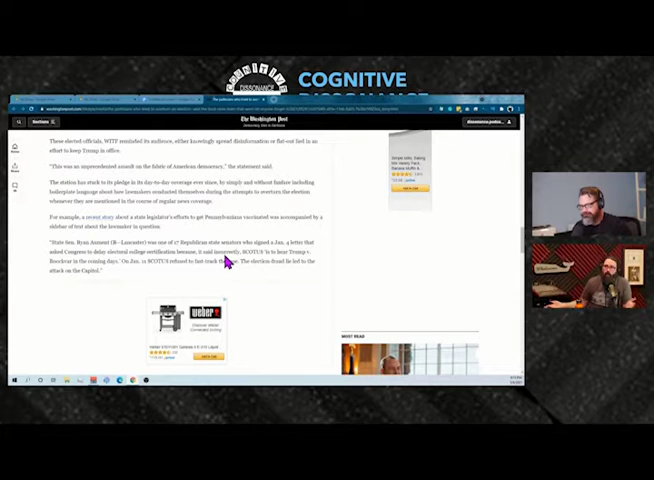 COGNITIVE
DISSONANCE
COGNITIVE
DISSONANCE
Sections
The Washington Post
Democracy Dies in Darkness
These elected officials, WITF reminded its audience, either knowingly spread disinformation or flat-out lied in an
effort to keep Trump in office.
"This was an unprecedented assault on the fabric of American democracy," the statement said.
The station has stuck to its pledge in its day-to-day coverage ever since, by simply and without fanfare including
boilerplate language about how lawmakers conducted themselves during the attempts to overturn the election
whenever they are mentioned in the course of regular news coverage.
For example, a recent story about a state legislator's efforts to get Pennsylvanians vaccinated was accompanied by a
sidebar of text about the lawmaker in question.
"State Sen. Ryan Aument (R—Lancaster) was one of 17 Republican state senators who signed a Jan. 4 letter that
asked Congress to delay electoral college certification because, it said incorrectly, SCOTUS 'is to hear Trump v.
Boockvar in the coming days.' On Jan. 11 SCOTUS refused to fast-track the case. The election-fraud lie led to the
attack on the Capitol."
weber
MOST READ